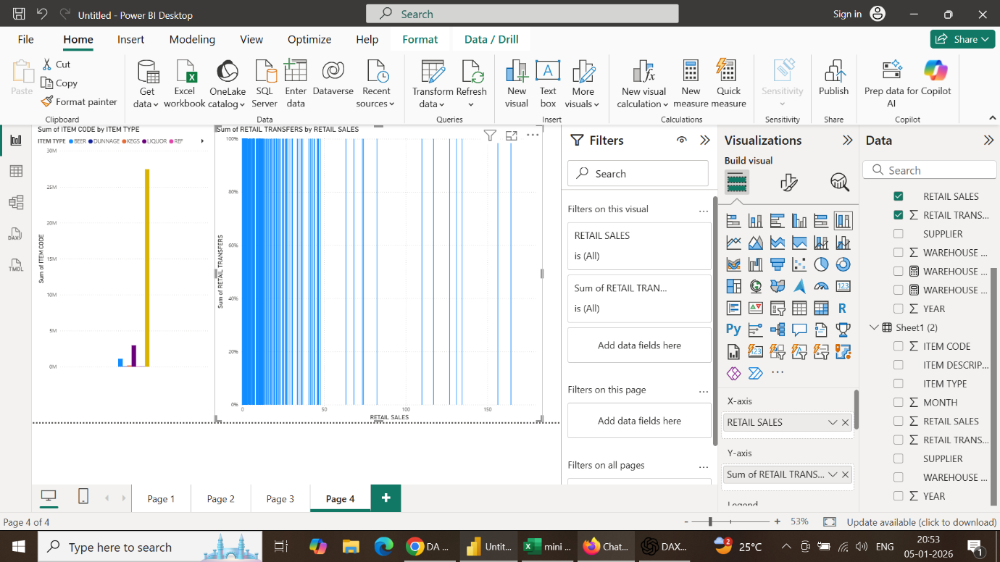 Untitled - Power BI Desktop
Search
Sign in
File
Home
Insert
Modeling
View
Optimize
Help
Format
Data / Drill
Share
Paste
Cut
Copy
Format painter
Clipboard
Get data
Excel workbook
OneLake catalog
SQL Server
Enter data
Dataverse
Recent sources
Data
Transform data
Refresh
Queries
New visual
Text box
More visuals
Insert
New visual calculation
New measure
Quick measure
Calculations
Sensitivity
Sensitivity
Publish
Share
Prep data for AI
Copilot
Copilot
Sum of ITEM CODE by ITEM TYPE
ITEM TYPE BEER DUNNAGE KEGS LIQUOR REF
30M
25M
20M
15M
10M
5M
0M
Sum of ITEM CODE
Sum of RETAIL TRANSFERS by RETAIL SALES
100%
80%
60%
40%
20%
0%
Sum of RETAIL TRANSFERS
0 50 100 150
RETAIL SALES
Filters
Search
Filters on this visual ...
RETAIL SALES
is (All)
Sum of RETAIL TRAN...
is (All)
Add data fields here
Filters on this page ...
Add data fields here
Filters on all pages ...
Visualizations
Build visual
123
R
Py
123
...
X-axis
RETAIL SALES
Y-axis
Sum of RETAIL TRANS...
Legend
Data
Search
RETAIL SALES
RETAIL TRANS...
SUPPLIER
WAREHOUSE ...
WAREHOUSE ...
WAREHOUSE ...
YEAR
Sheet1 (2)
ITEM CODE
ITEM DESCRIP...
ITEM TYPE
MONTH
RETAIL SALES
RETAIL TRANS...
SUPPLIER
WAREHOUSE ...
YEAR
DAX
TMDL
Page 1
Page 2
Page 3
Page 4
Page 4 of 4
- + 53%
Update available (click to download)
Type here to search
DA ...
Untit...
mini ...
Chat...
DAX...
2
25°C
ENG
20:53
05-01-2026
1